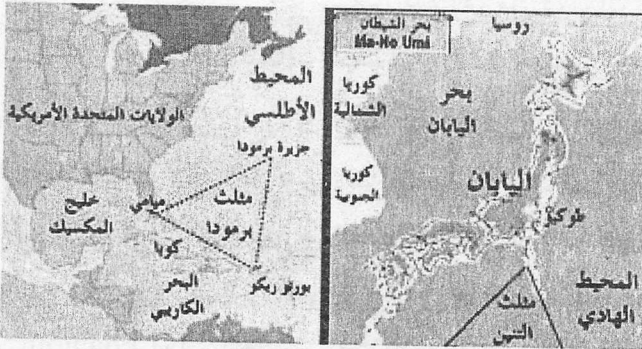 المحيط
الأطلسي
الولايات المتحدة الأمريكية
جزيرة برمودا
ميامي
مثلث
برمودا
خليج
المكسيك
كوبا
بورتو ريكو
البحر
الكاريبي
بحر الشيطان
Ma-No Umi
روسيا
كوريا
الشمالية
بحر
اليابان
كوريا
الجنوبية
اليابان
طوكيو
المحيط
الهادي
مثلث
التنين